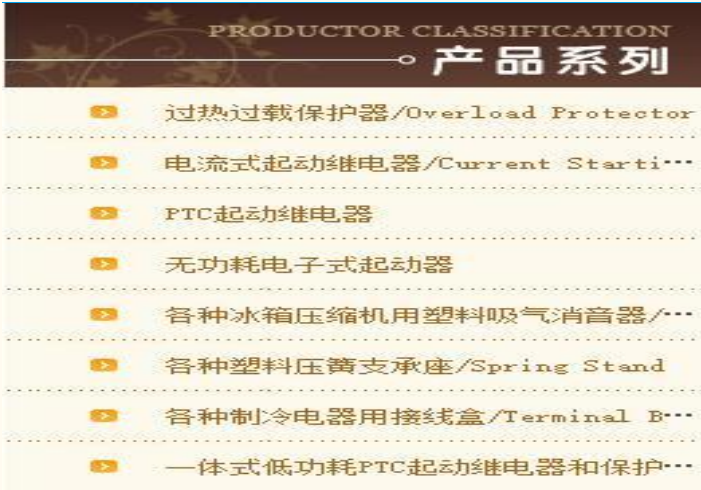 PRODUCTOR CLASSIFICATION
产品系列
过热过载保护器/Overload Protector
电流式起动继电器/Current Starti…
PTC起动继电器
无功耗电子式起动器
各种冰箱压缩机用塑料吸气消音器/…
各种塑料压簧支承座/Spring Stand
各种制冷电器用接线盒/Terminal B…
一体式低功耗PTC起动继电器和保护…